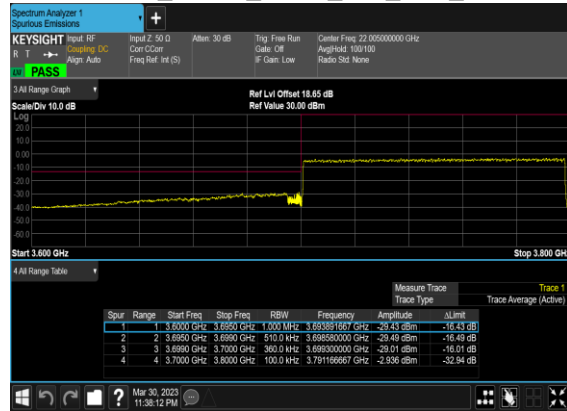 Spectrum Analyzer 1
Spurious Emissions
KEYSIGHT Input: RF Input Z: 50 Ω Atten: 30 dB Trig: Free Run Center Freq: 22.005000000 GHz
R T Coupling: DC Corr CCorr Gate: Off Avg|Hold: 100/100
Align: Auto Freq Ref: Int (S) IF Gain: Low Radio Std: None
LW PASS
3 All Range Graph
Ref Lvl Offset 18.65 dB
Scale/Div 10.0 dB Ref Value 30.00 dBm
Log
20.0
10.0
0.00
-10.0
-20.0
-30.0
-40.0
-50.0
-60.0
Start 3.600 GHz Stop 3.800 GHz
4 All Range Table
Measure Trace Trace 1
Trace Type Trace Average (Active)
Spur Range Start Freq Stop Freq RBW Frequency Amplitude ΔLimit
1 1 3.6000 GHz 3.6950 GHz 1.000 MHz 3.693891667 GHz -29.43 dBm -16.43 dB
2 2 3.6950 GHz 3.6990 GHz 510.0 kHz 3.698580000 GHz -29.49 dBm -16.49 dB
3 3 3.6990 GHz 3.7000 GHz 360.0 kHz 3.699300000 GHz -29.01 dBm -16.01 dB
4 4 3.7000 GHz 3.8000 GHz 100.0 kHz 3.791166667 GHz -2.936 dBm -32.94 dB
? Mar 30, 2023
11:38:12 PM